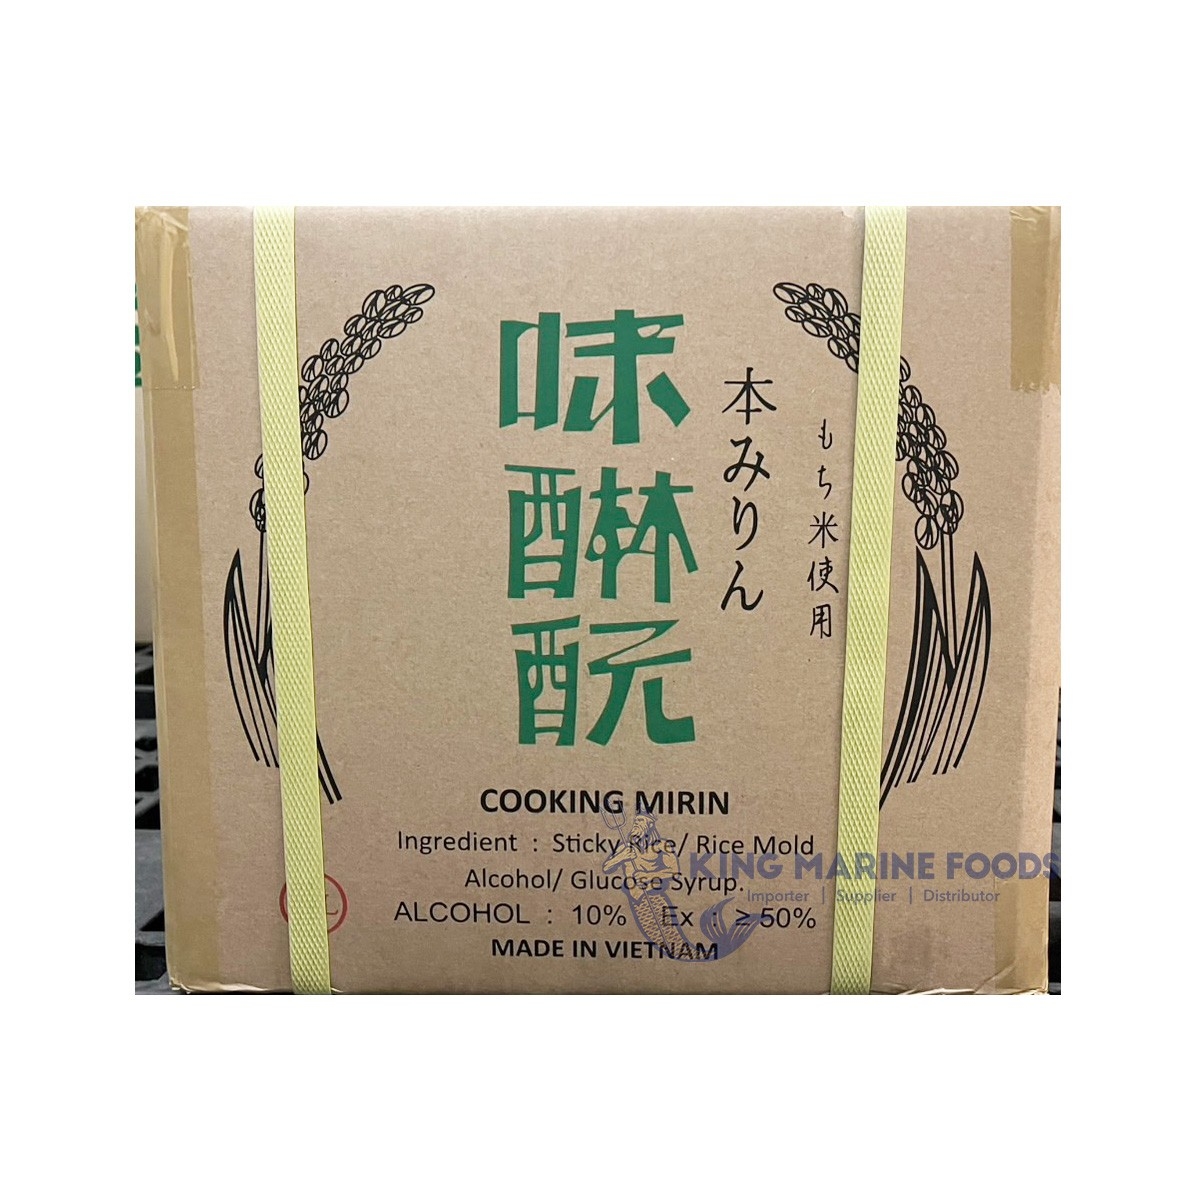 味醂酛
本みりん
もち米使用
COOKING MIRIN
Ingredient : Sticky Rice/ Rice Mold
Alcohol/ Glucose Syrup.
ALCOHOL : 10% Ex : ≥50%
MADE IN VIETNAM
KING MARINE FOODS
Importer | Supplier | Distributor